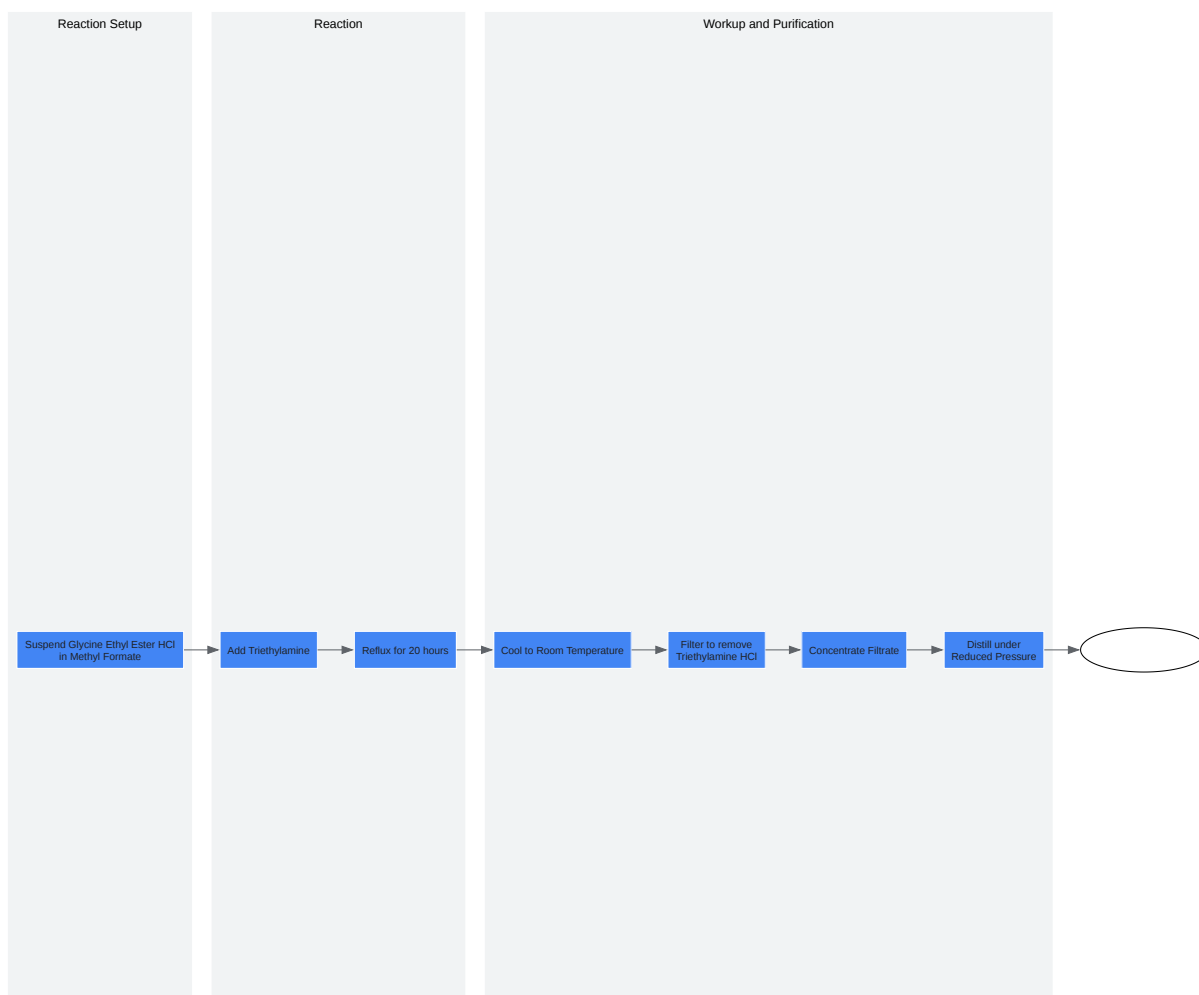 Reaction Setup
Reaction
Workup and Purification
Suspend Glycine Ethyl Ester HCl
in Methyl Formate
Add Triethylamine
Reflux for 20 hours
Cool to Room Temperature
Filter to remove
Triethylamine HCl
Concentrate Filtrate
Distill under
Reduced Pressure